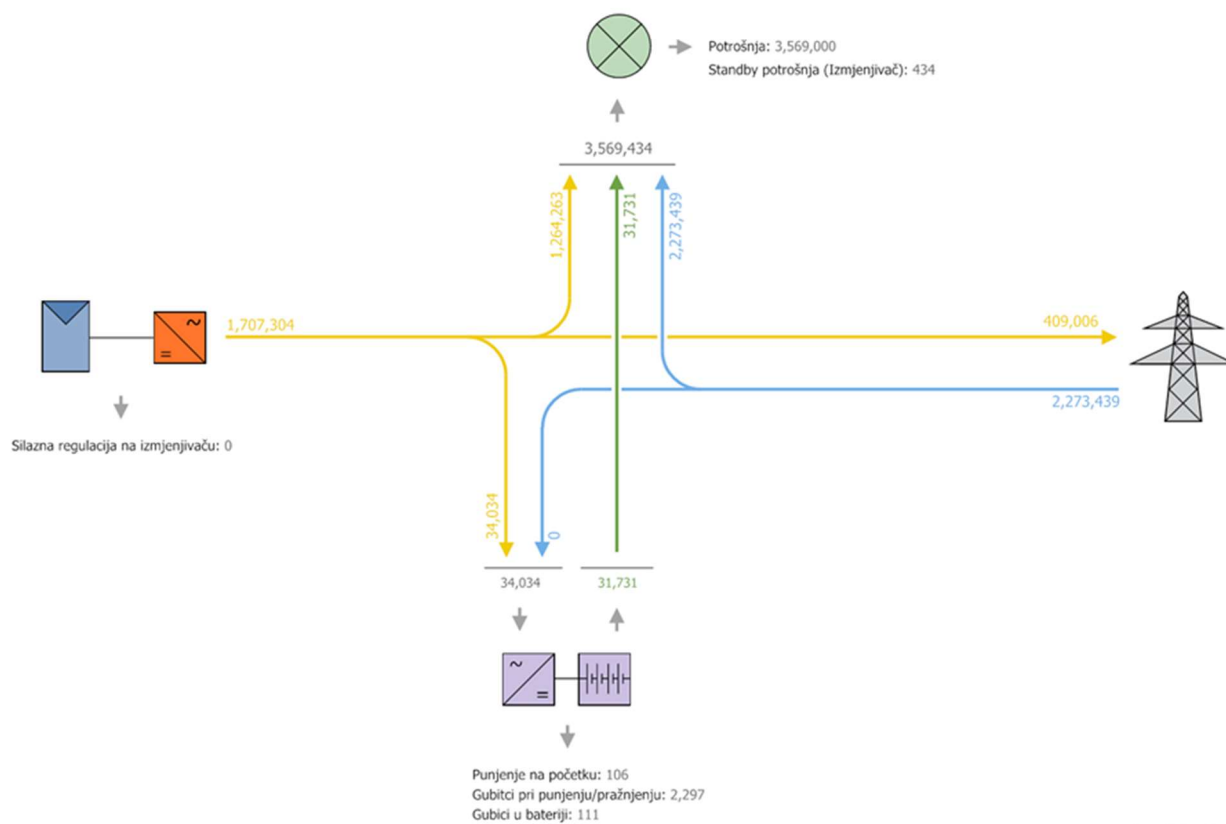 Potrošnja: 3,569,000
Standby potrošnja (Izmjenjivač): 434
3,569,434
1,264,263
31,731
2,273,439
1,707,304
409,006
2,273,439
Silazna regulacija na izmjenjivaču: 0
34,034
0
34,034
31,731
Punjenje na početku: 106
Gubitci pri punjenju/pražnjenju: 2,297
Gubici u bateriji: 111